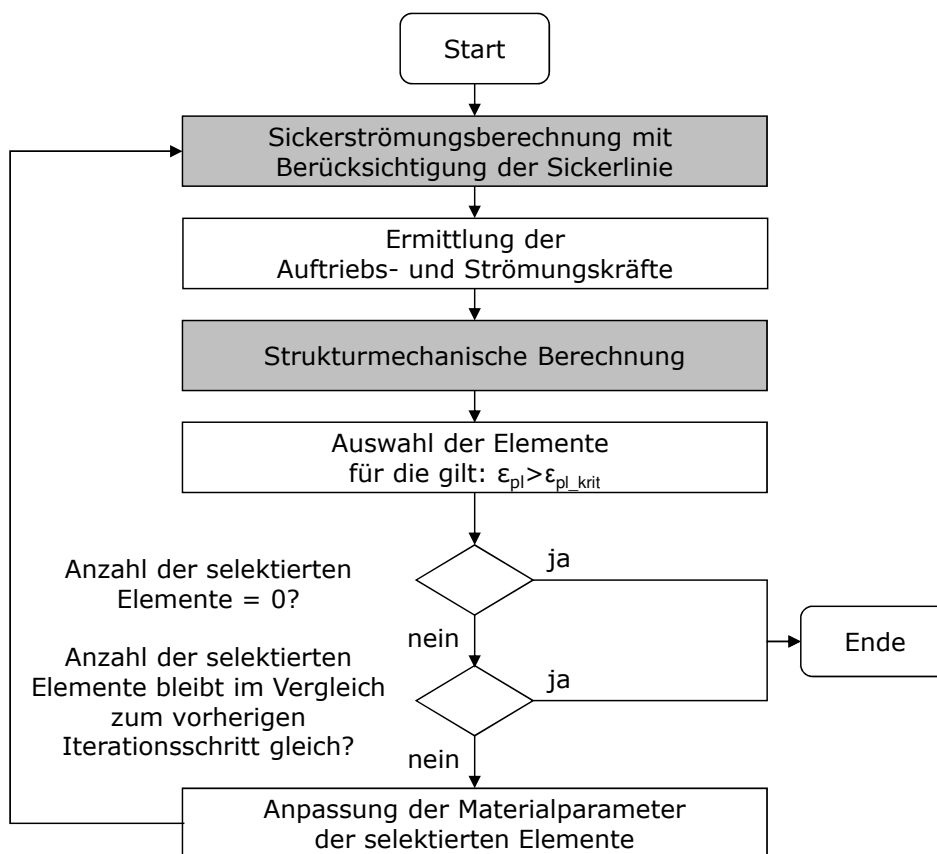 Start
Sickerströmungsberechnung mit
Berücksichtigung der Sickerlinie
Ermittlung der
Auftriebs- und Strömungskräfte
Strukturmechanische Berechnung
Auswahl der Elemente
für die gilt: εpl>εpl_krit
Anzahl der selektierten
Elemente = 0?
ja
nein
Ende
Anzahl der selektierten
Elemente bleibt im Vergleich
zum vorherigen
Iterationsschritt gleich?
ja
nein
Anpassung der Materialparameter
der selektierten Elemente